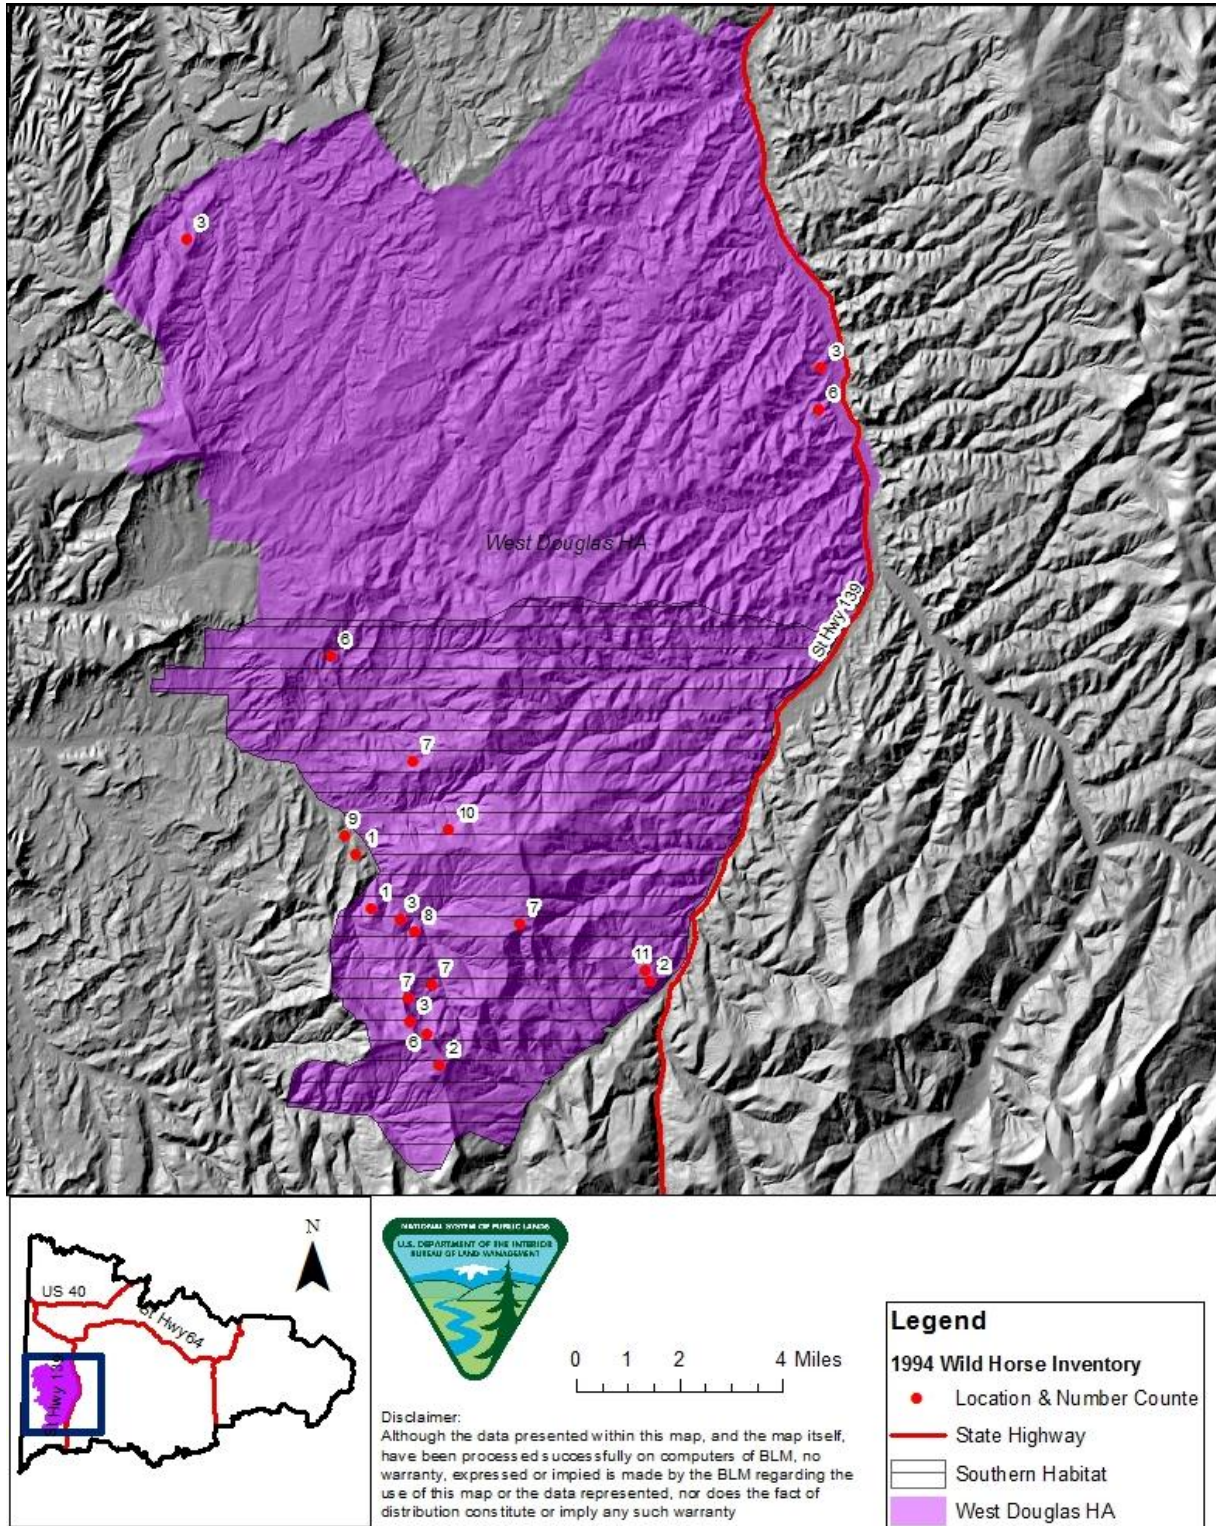 3
3
6
West Douglas HA
St Hwy 139
6
7
10
9
1
1
3
8
7
11
2
7
7
3
6
2
N
US 40
St Hwy 64
St Hwy 139
NATIONAL SYSTEM OF PUBLIC LANDS
U.S. DEPARTMENT OF THE INTERIOR
BUREAU OF LAND MANAGEMENT
0 1 2 4 Miles
Disclaimer:
Although the data presented within this map, and the map itself,
have been processed successfully on computers of BLM, no
warranty, expressed or impied is made by the BLM regarding the
use of this map or the data represented, nor does the fact of
distribution constitute or imply any such warranty
Legend
1994 Wild Horse Inventory
Location & Number Counte
State Highway
Southern Habitat
West Douglas HA